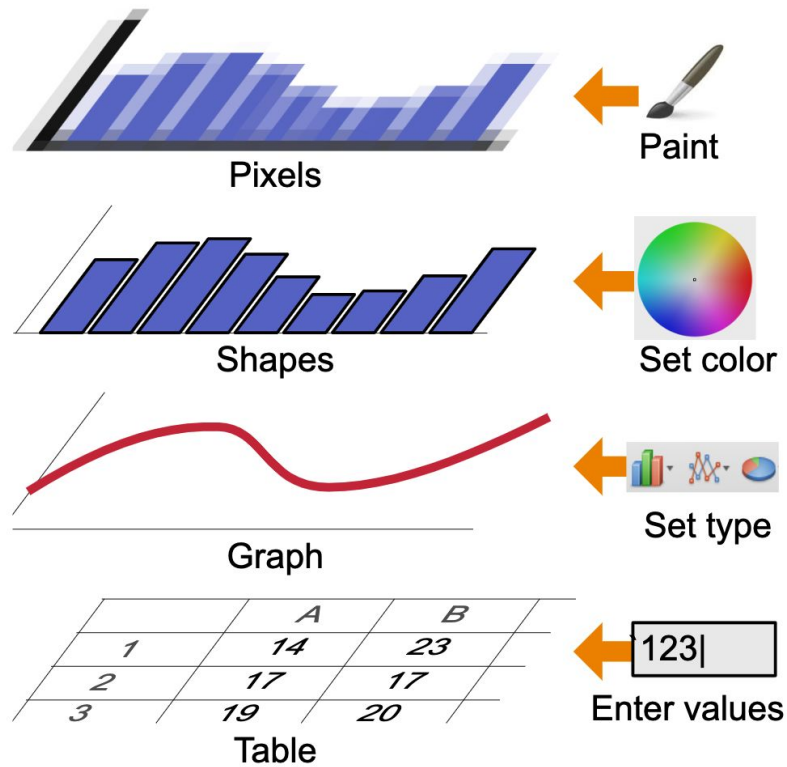 Pixels
Paint
Shapes
Set color
Graph
Set type
A B
1 14 23
2 17 17
3 19 20
Table
`123|
Enter values